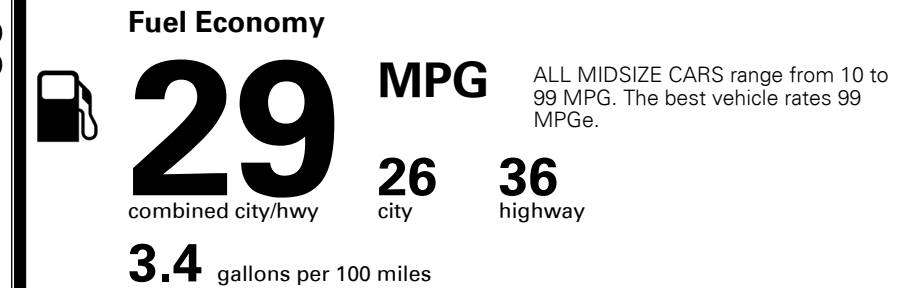 Fuel Economy
29
MPG
ALL MIDSIZE CARS range from 10 to
99 MPG. The best vehicle rates 99
MPGe.
26
city
36
highway
combined city/hwy
3.4 gallons per 100 miles